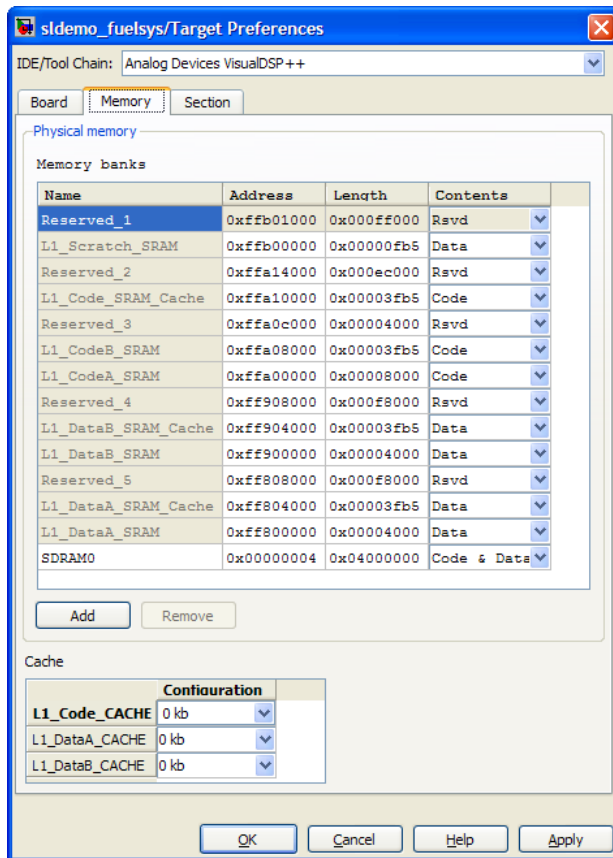 sldemo_fuelsys/Target Preferences
IDE/Tool Chain: Analog Devices VisualDSP++
Board Memory Section
Physical memory
Memory banks
Name Address Length Contents
Reserved_1 0xffb01000 0x000ff000 Rsvd
L1_Scratch_SRAM 0xffb00000 0x00000fb5 Data
Reserved_2 0xffa14000 0x000ec000 Rsvd
L1_Code_SRAM_Cache 0xffa10000 0x00003fb5 Code
Reserved_3 0xffa0c000 0x00004000 Rsvd
L1_CodeB_SRAM 0xffa08000 0x00003fb5 Code
L1_CodeA_SRAM 0xffa00000 0x00008000 Code
Reserved_4 0xff908000 0x000f8000 Rsvd
L1_DataB_SRAM_Cache 0xff904000 0x00003fb5 Data
L1_DataB_SRAM 0xff900000 0x00004000 Data
Reserved_5 0xff808000 0x000f8000 Rsvd
L1_DataA_SRAM_Cache 0xff804000 0x00003fb5 Data
L1_DataA_SRAM 0xff800000 0x00004000 Data
SDRAM0 0x00000004 0x04000000 Code & Data
Add Remove
Cache
Configuration
L1_Code_CACHE 0 kb
L1_DataA_CACHE 0 kb
L1_DataB_CACHE 0 kb
OK Cancel Help Apply